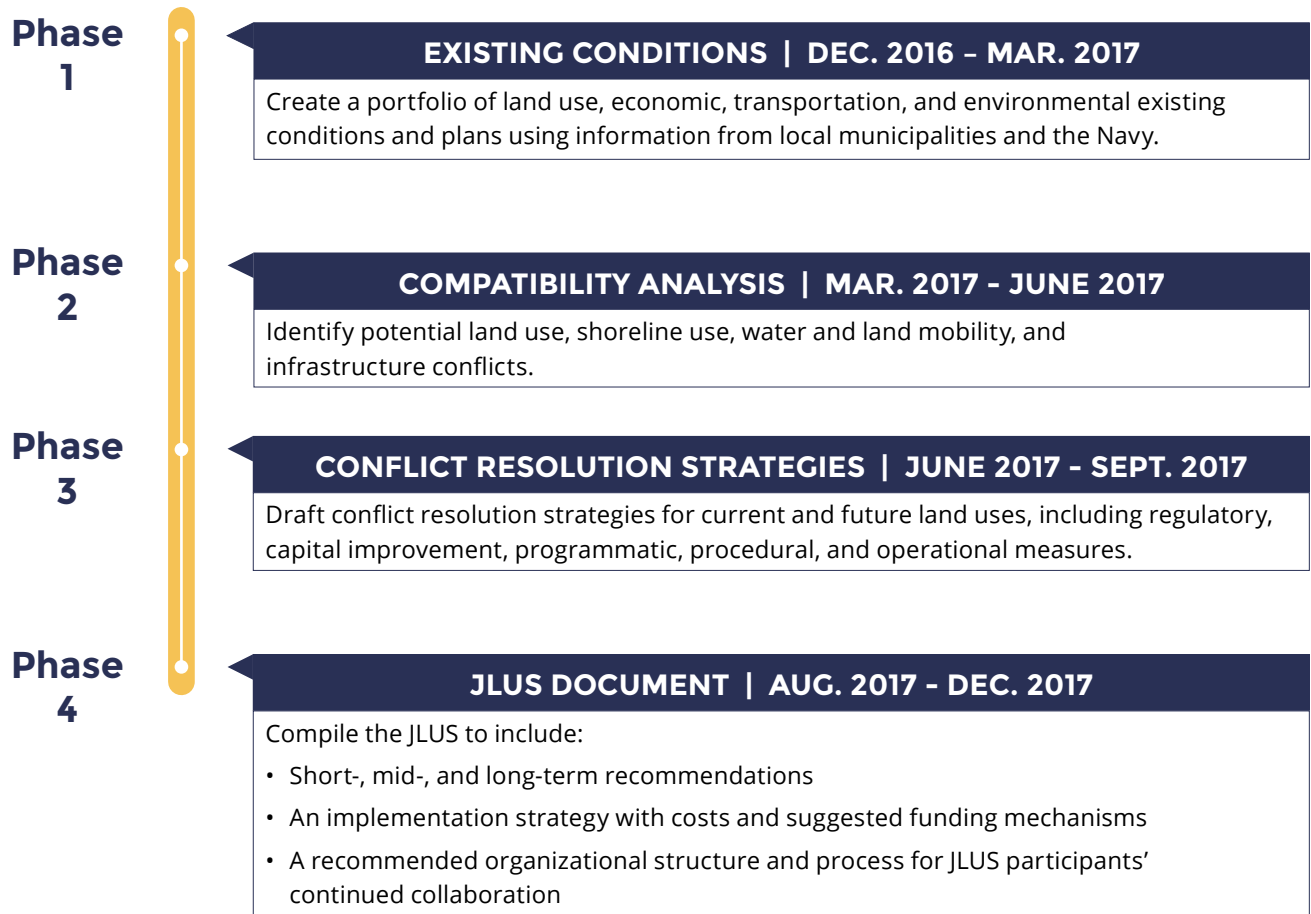 Phase
1
EXISTING CONDITIONS | DEC. 2016 – MAR. 2017
Create a portfolio of land use, economic, transportation, and environmental existing
conditions and plans using information from local municipalities and the Navy.
Phase
2
COMPATIBILITY ANALYSIS | MAR. 2017 - JUNE 2017
Identify potential land use, shoreline use, water and land mobility, and
infrastructure conflicts.
Phase
3
CONFLICT RESOLUTION STRATEGIES | JUNE 2017 - SEPT. 2017
Draft conflict resolution strategies for current and future land uses, including regulatory,
capital improvement, programmatic, procedural, and operational measures.
Phase
4
JLUS DOCUMENT | AUG. 2017 - DEC. 2017
Compile the JLUS to include:
• Short-, mid-, and long-term recommendations
• An implementation strategy with costs and suggested funding mechanisms
• A recommended organizational structure and process for JLUS participants’
continued collaboration